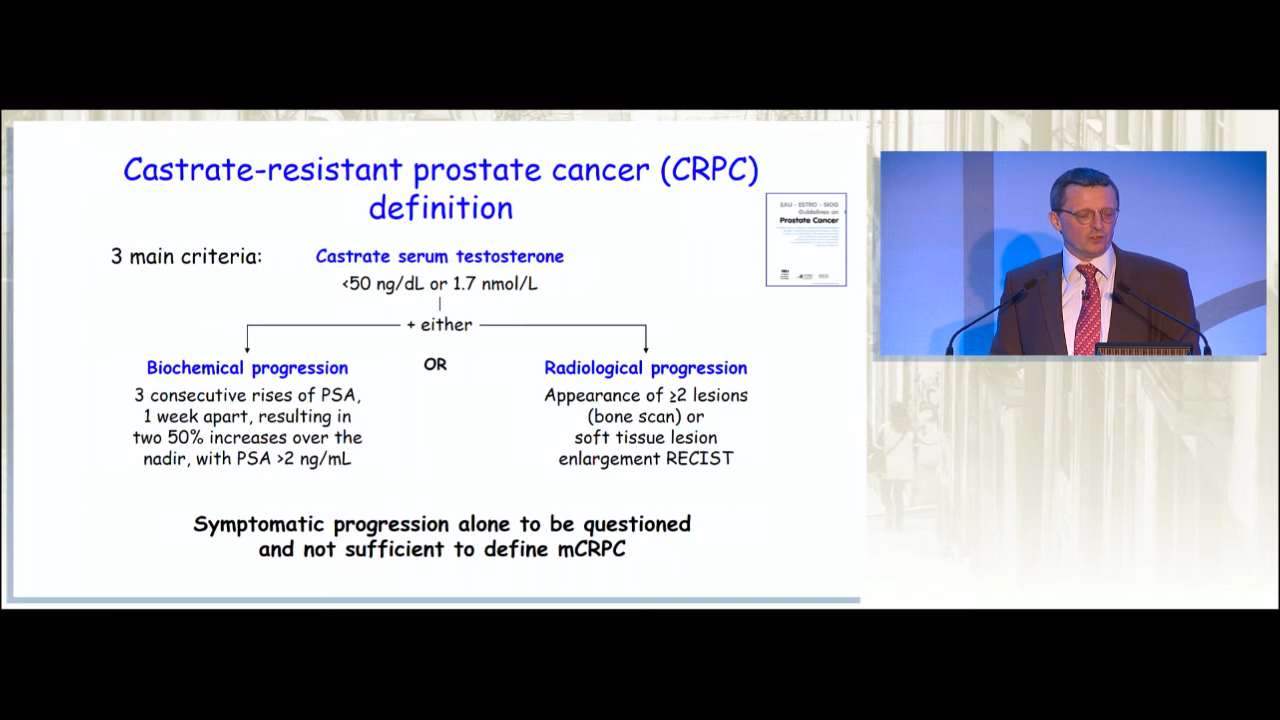 Castrate-resistant prostate cancer (CRPC)
definition
EAU - ESTRO - SIOG
Guidelines on
Prostate Cancer
3 main criteria:
Castrate serum testosterone
<50 ng/dL or 1.7 nmol/L
+ either
Biochemical progression
3 consecutive rises of PSA,
1 week apart, resulting in
two 50% increases over the
nadir, with PSA >2 ng/mL
OR
Radiological progression
Appearance of ≥2 lesions
(bone scan) or
soft tissue lesion
enlargement RECIST
Symptomatic progression alone to be questioned
and not sufficient to define mCRPC